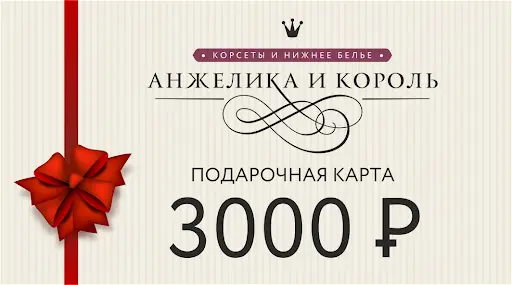 • КОРСЕТЫ И НИЖНЕЕ БЕЛЬЕ •
АНЖЕЛИКА И КОРОЛЬ
ПОДАРОЧНАЯ КАРТА
3000 ₽